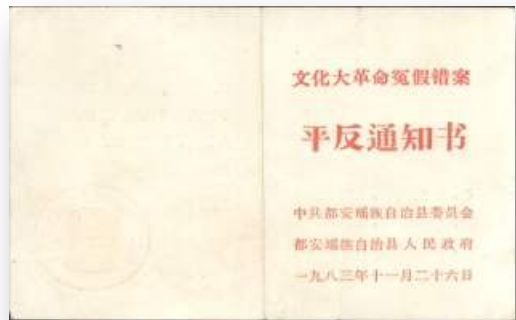 文化大革命冤假错案
平反通知书
中共都安瑶族自治县委员会
都安瑶族自治县人民政府
一九八三年十一月二十六日